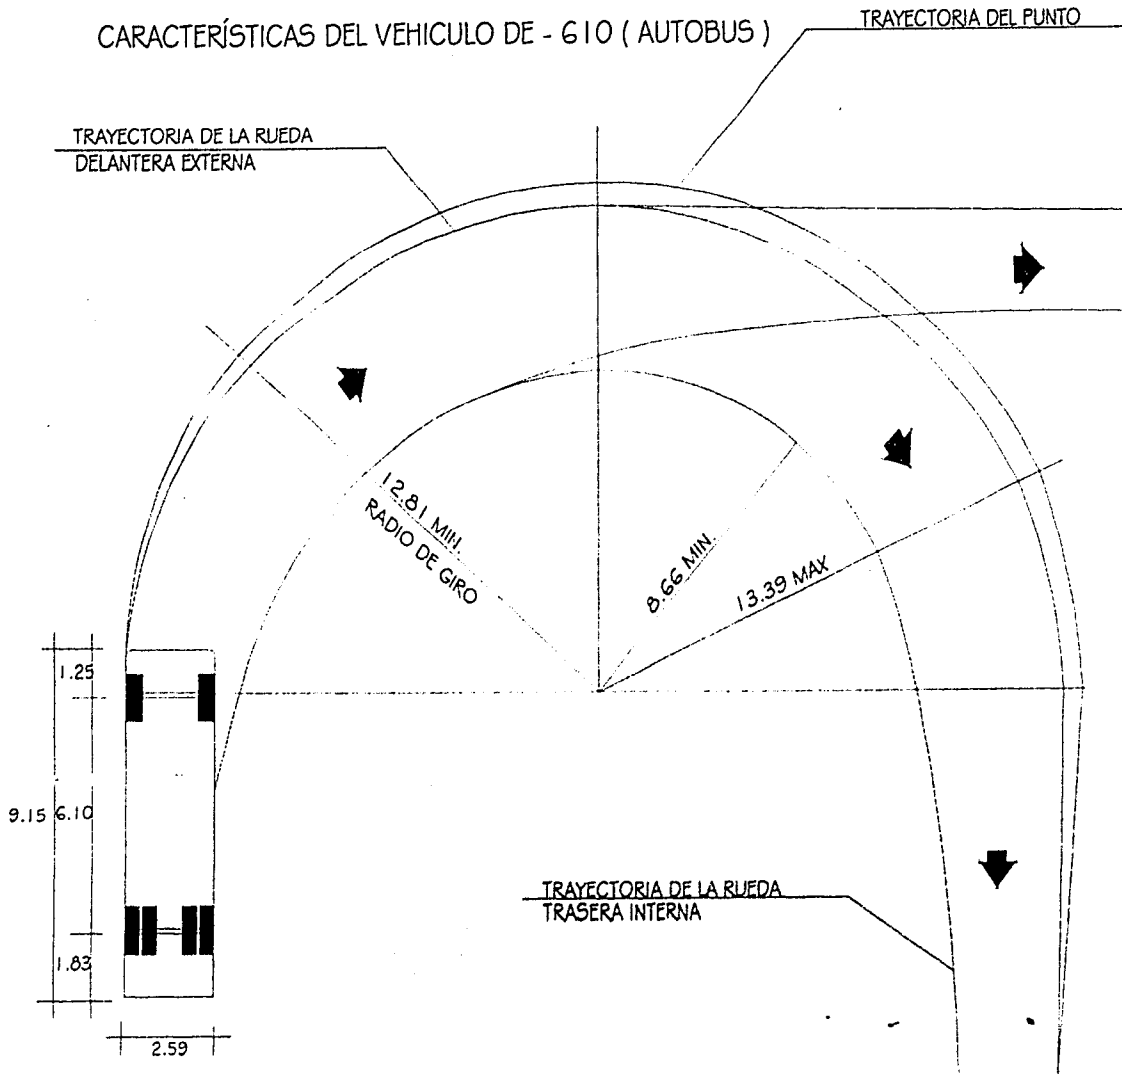 CARACTERÍSTICAS DEL VEHICULO DE - 610 ( AUTOBUS )
TRAYECTORIA DEL PUNTO
TRAYECTORIA DE LA RUEDA
DELANTERA EXTERNA
12.81 MIN.
RADIO DE GIRO
8.66 MIN.
13.39 MAX
1.25
9.15
6.10
1.83
2.59
TRAYECTORIA DE LA RUEDA
TRASERA INTERNA